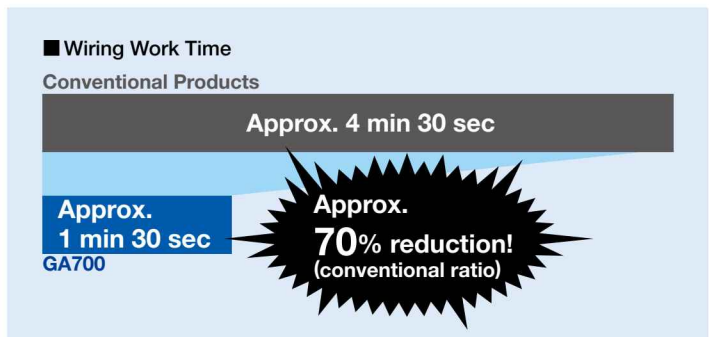 ■ Wiring Work Time
Conventional Products
Approx. 4 min 30 sec
Approx.
1 min 30 sec
GA700
Approx.
70% reduction!
(conventional ratio)